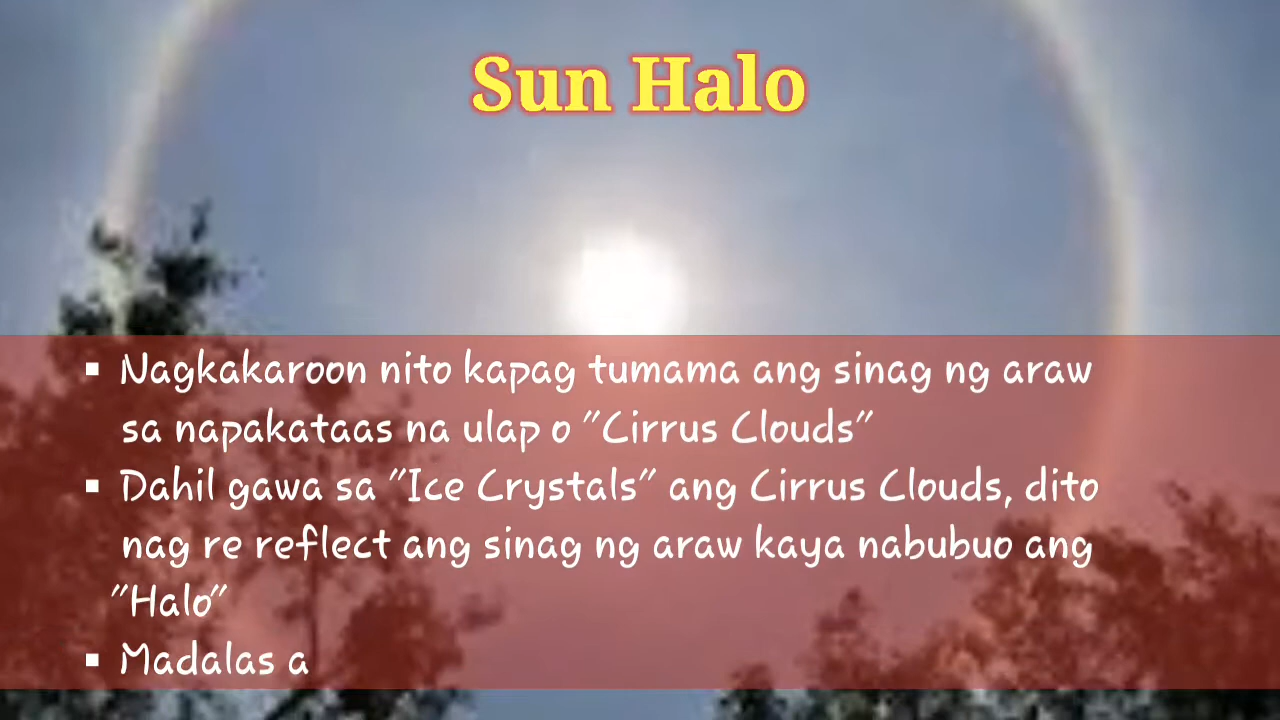 Sun Halo
▪ Nagkakaroon nito kapag tumama ang sinag ng araw
sa napakataas na ulap o "Cirrus Clouds"
▪ Dahil gawa sa "Ice Crystals" ang Cirrus Clouds, dito
nag re reflect ang sinag ng araw kaya nabubuo ang
"Halo"
▪ Madalas a